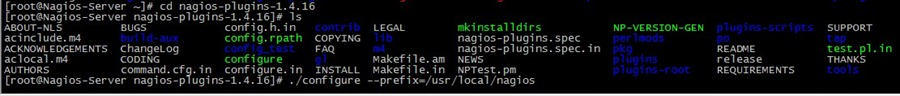 [root@Nagios-Server ~]# cd nagios-plugins-1.4.16
[root@Nagios-Server nagios-plugins-1.4.16]# ls
ABOUT-NLS BUGS config.h.in contrib LEGAL mkinstalldirs NP-VERSION-GEN plugins-scripts SUPPORT
acinclude.m4 build-aux config.rpath COPYING lib nagios-plugins.spec perlmods po tap
ACKNOWLEDGEMENTS ChangeLog config_test FAQ m4 nagios-plugins.spec.in pkg README test.pl.in
aclocal.m4 CODING configure gl Makefile.am NEWS plugins release THANKS
AUTHORS command.cfg.in configure.in INSTALL Makefile.in NPTest.pm plugins-root REQUIREMENTS tools
[root@Nagios-Server nagios-plugins-1.4.16]# ./configure --prefix=/usr/local/nagios